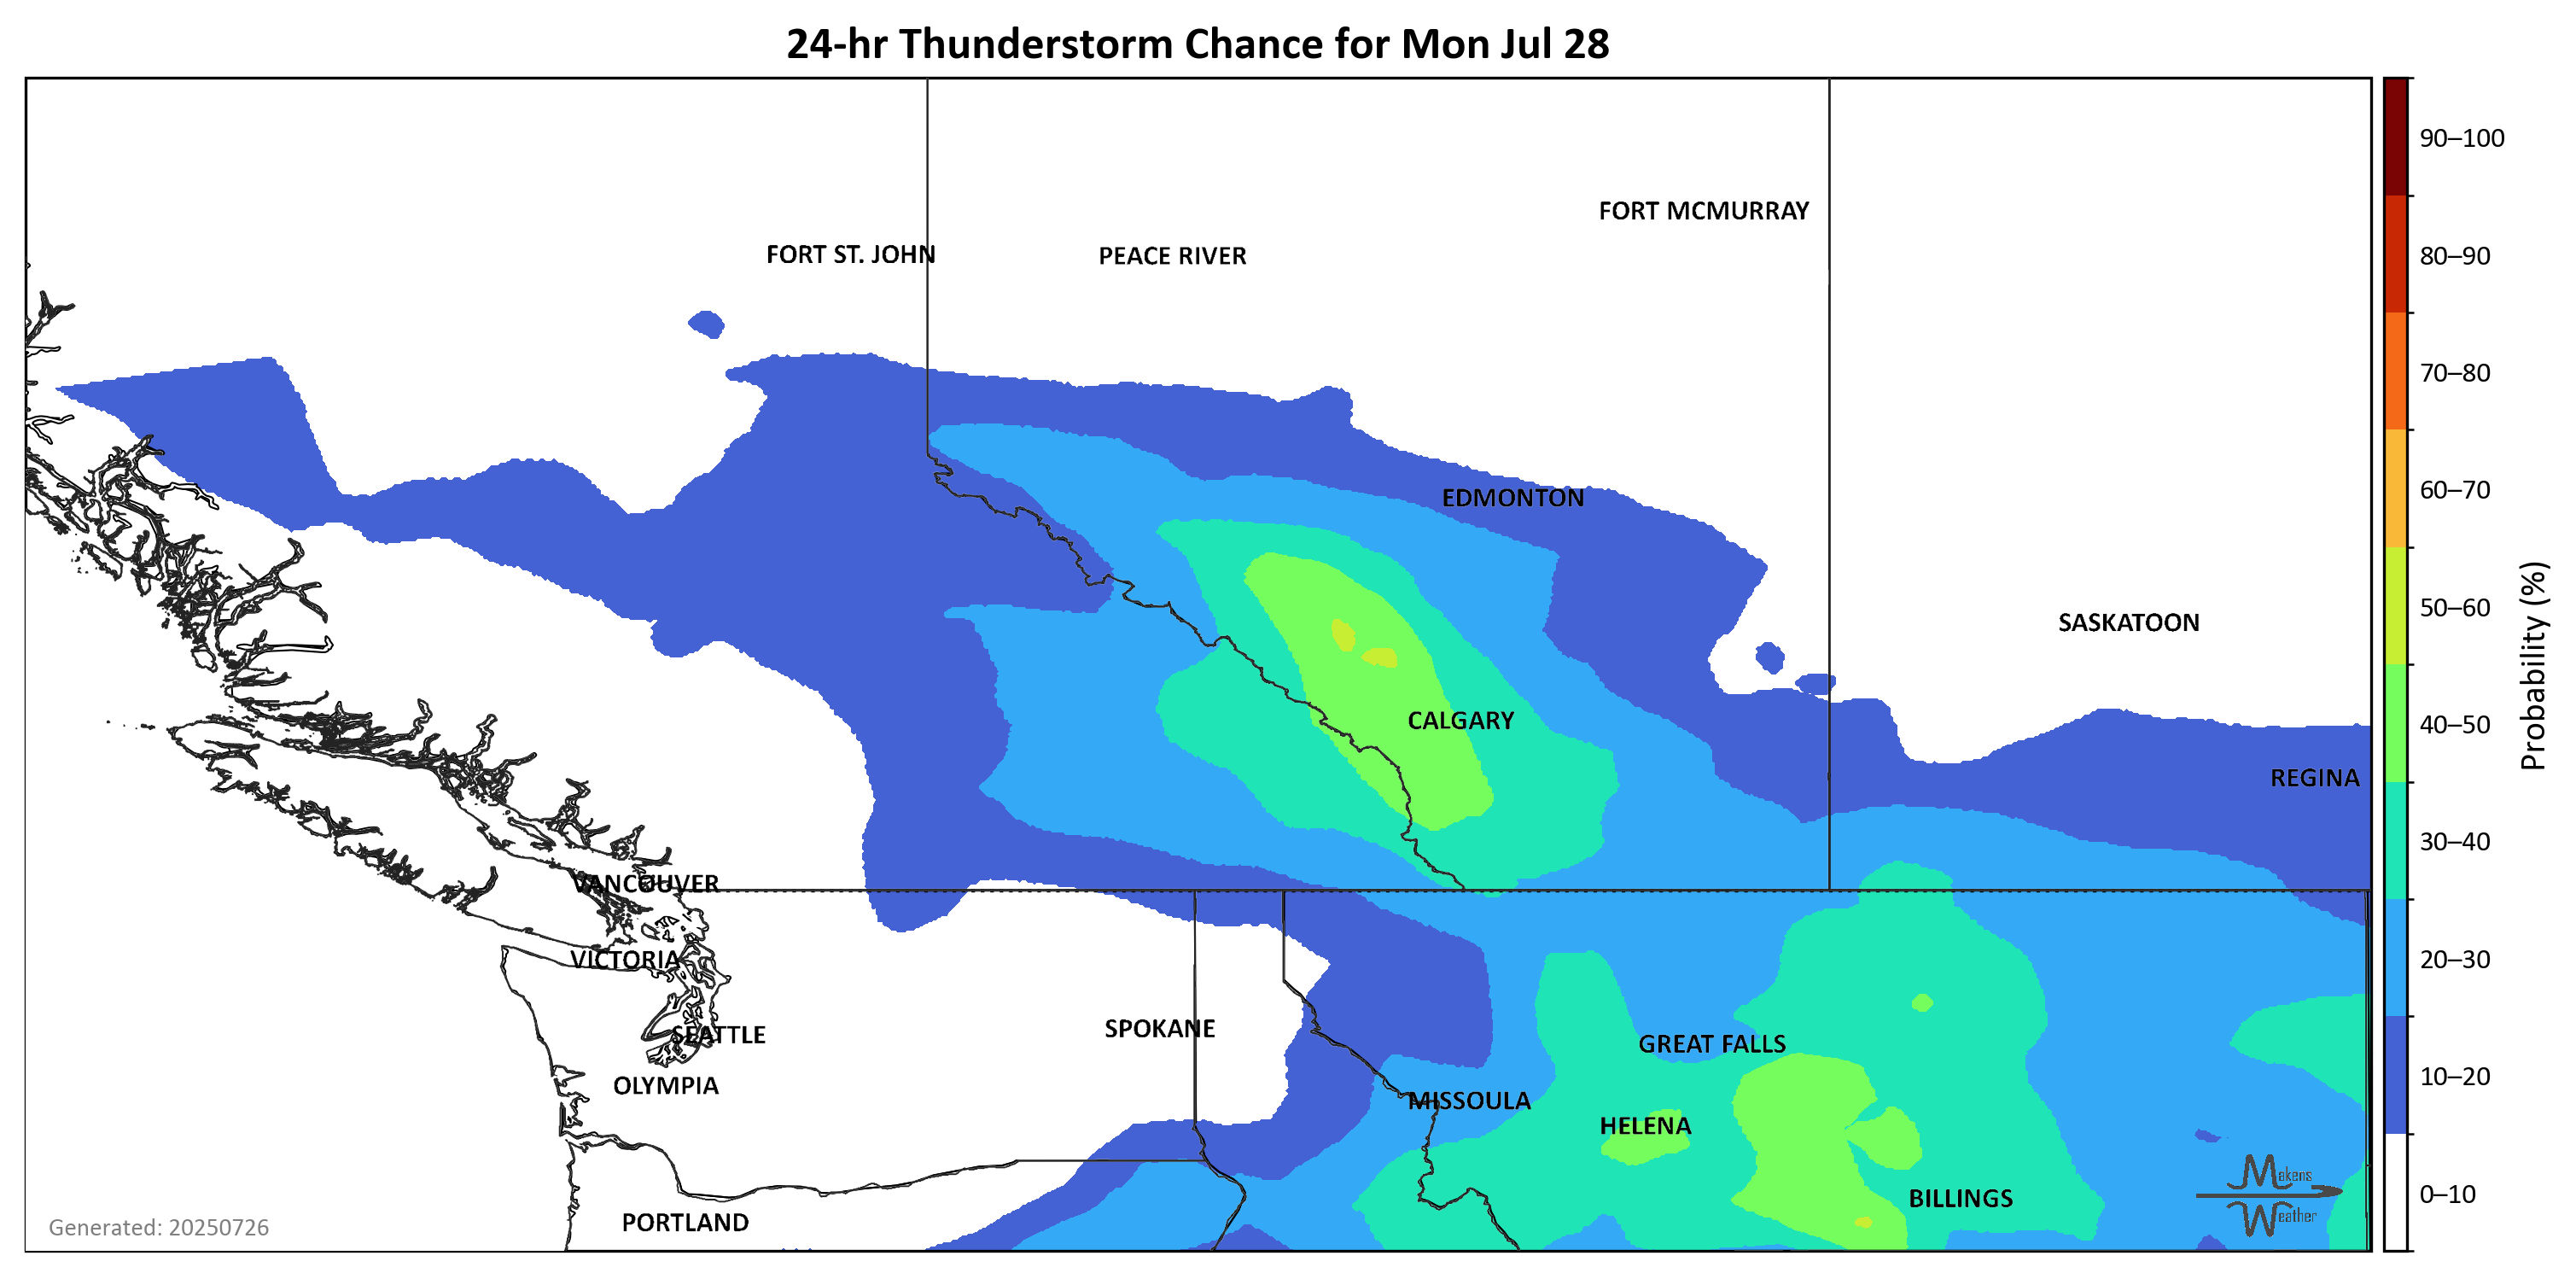 24-hr Thunderstorm Chance for Mon Jul 28
90–100
FORT MCMURRAY
FORT ST. JOHN
PEACE RIVER
80–90
70–80
60–70
EDMONTON
50–60
SASKATOON
Probability (%)
CALGARY
40–50
REGINA
30–40
VANCOUVER
VICTORIA
20–30
SPOKANE
SEATTLE
GREAT FALLS
10–20
OLYMPIA
MISSOULA
HELENA
Makens
Weather
0–10
BILLINGS
PORTLAND
Generated: 20250726